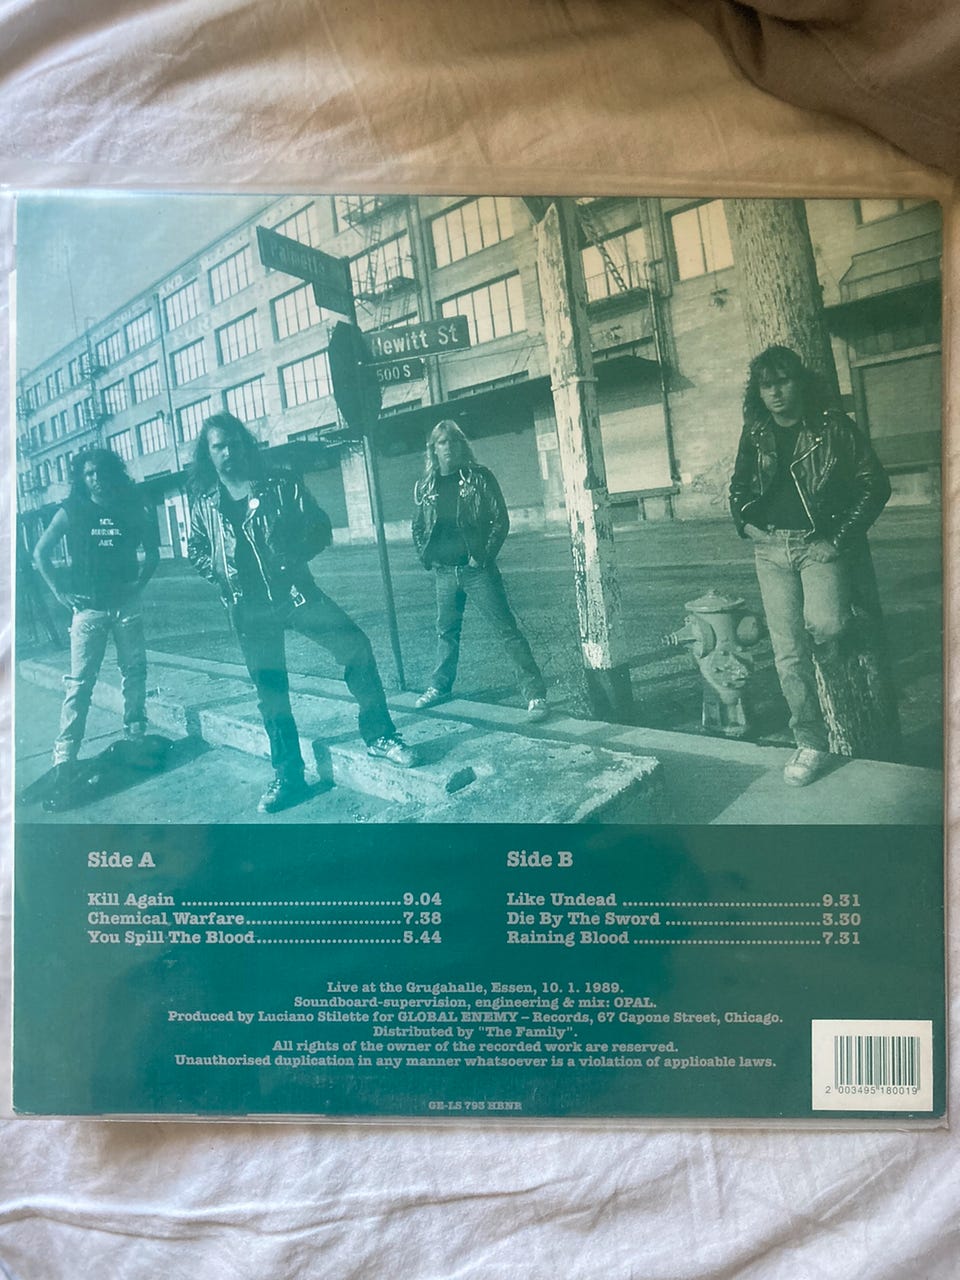 Palmetto
Hewitt St
500 S
Side A
Kill Again 9.04
Chemical Warfare 7.38
You Spill The Blood 5.44
Side B
Like Undead 9.31
Die By The Sword 3.30
Raining Blood 7.31
Live at the Grugahalle, Essen, 10. 1. 1989.
Soundboard-supervision, engineering & mix: OPAL.
Produced by Luciano Stilette for GLOBAL ENEMY – Records, 67 Capone Street, Chicago.
Distributed by "The Family".
All rights of the owner of the recorded work are reserved.
Unauthorised duplication in any manner whatsoever is a violation of applicable laws.
2 003495 180019
GE-LS 793 HBNR